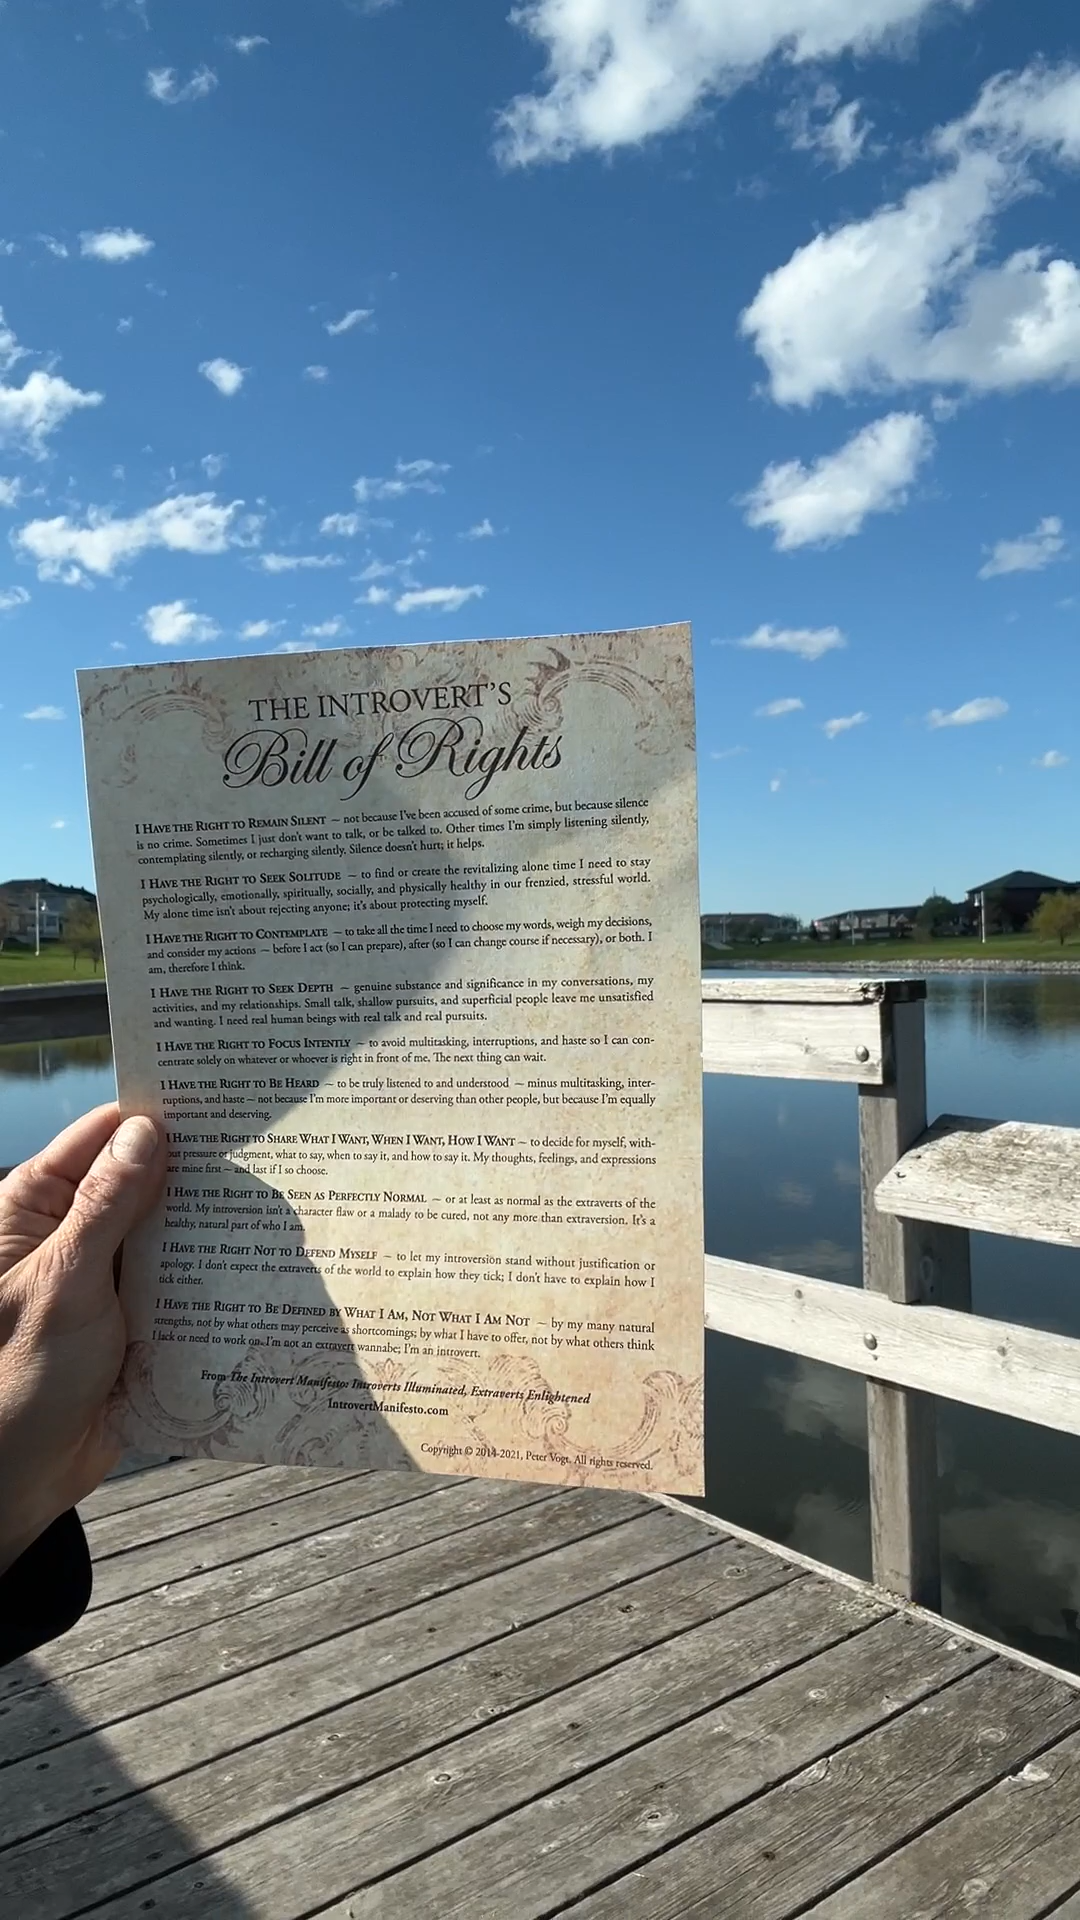 THE INTROVERT'S
Bill of Rights
I HAVE THE RIGHT TO REMAIN SILENT – not because I've been accused of some crime, but because silence
is no crime. Sometimes I just don't want to talk, or be talked to. Other times I'm simply listening silently,
contemplating silently, or recharging silently. Silence doesn't hurt; it helps.
I HAVE THE RIGHT TO SEEK SOLITUDE – to find or create the revitalizing alone time I need to stay
psychologically, emotionally, spiritually, socially, and physically healthy in our frenzied, stressful world.
My alone time isn't about rejecting anyone; it's about protecting myself.
I HAVE THE RIGHT TO CONTEMPLATE – to take all the time I need to choose my words, weigh my decisions,
and consider my actions – before I act (so I can prepare), after (so I can change course if necessary), or both. I
am, therefore I think.
I HAVE THE RIGHT TO SEEK DEPTH – genuine substance and significance in my conversations, my
activities, and my relationships. Small talk, shallow pursuits, and superficial people leave me unsatisfied
and wanting. I need real human beings with real talk and real pursuits.
I HAVE THE RIGHT TO FOCUS INTENTLY – to avoid multitasking, interruptions, and haste so I can con-
centrate solely on whatever or whoever is right in front of me. The next thing can wait.
I HAVE THE RIGHT TO BE HEARD – to be truly listened to and understood – minus multitasking, inter-
ruptions, and haste – not because I'm more important or deserving than other people, but because I'm equally
important and deserving.
I HAVE THE RIGHT TO SHARE WHAT I WANT, WHEN I WANT, HOW I WANT – to decide for myself, with-
out pressure or judgment, what to say, when to say it, and how to say it. My thoughts, feelings, and expressions
are mine first – and last if I so choose.
I HAVE THE RIGHT TO BE SEEN AS PERFECTLY NORMAL – or at least as normal as the extraverts of the
world. My introversion isn't a character flaw or a malady to be cured, not any more than extraversion. It's a
healthy, natural part of who I am.
I HAVE THE RIGHT NOT TO DEFEND MYSELF – to let my introversion stand without justification or
apology. I don't expect the extraverts of the world to explain how they tick; I don't have to explain how I
tick either.
I HAVE THE RIGHT TO BE DEFINED BY WHAT I AM, NOT WHAT I AM NOT – by my many natural
strengths, not by what others may perceive as shortcomings; by what I have to offer, not by what others think
I lack or need to work on. I'm not an extravert wannabe; I'm an introvert.
From The Introvert Manifesto: Introverts Illuminated, Extraverts Enlightened
IntrovertManifesto.com
Copyright © 2014-2021, Peter Vogt. All rights reserved.